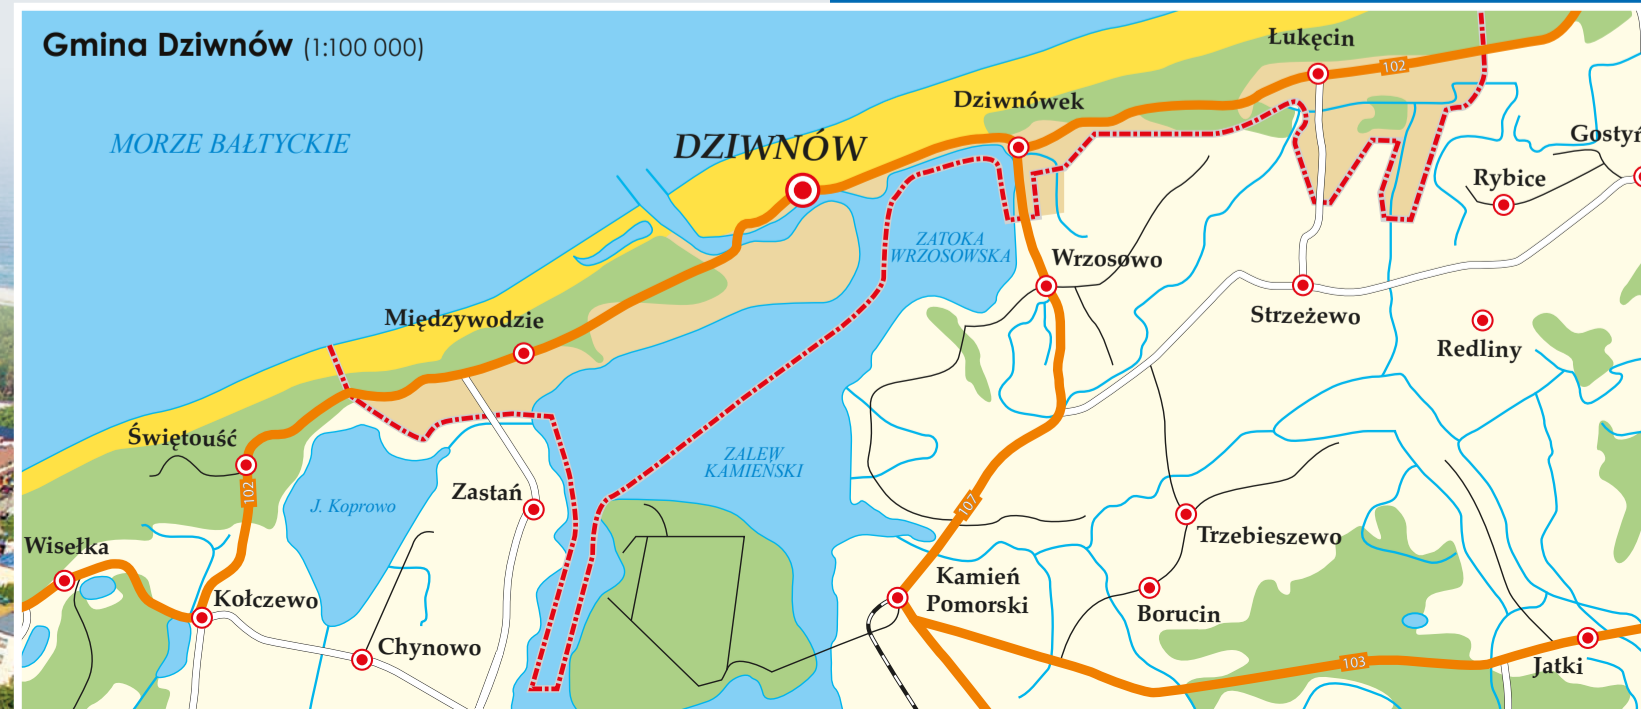 Gmina Dziwnów (1:100 000)
Łukęcin
102
Dziwnówek
MORZE BAŁTYCKIE
DZIWNÓW
Rybice
ZATOKA
WRZOSOWSKA
Wrzosowo
Międzywodzie
Strzeżewo
Redliny
Świętouść
ZALEW
KAMIEŃSKI
102
Zastań
J. Koprowo
107
Wisełka
Trzebieszewo
Kamień
Pomorski
Kołczewo
Borucin
Chynowo
103
Jatki